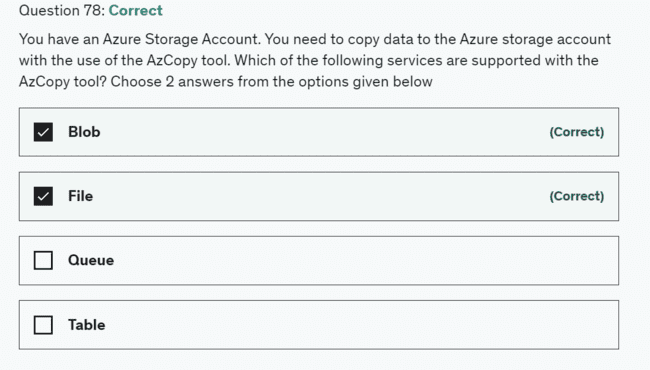 Question 78: Correct
You have an Azure Storage Account. You need to copy data to the Azure storage account
with the use of the AzCopy tool. Which of the following services are supported with the
AzCopy tool? Choose 2 answers from the options given below
Blob (Correct)
File (Correct)
Queue
Table